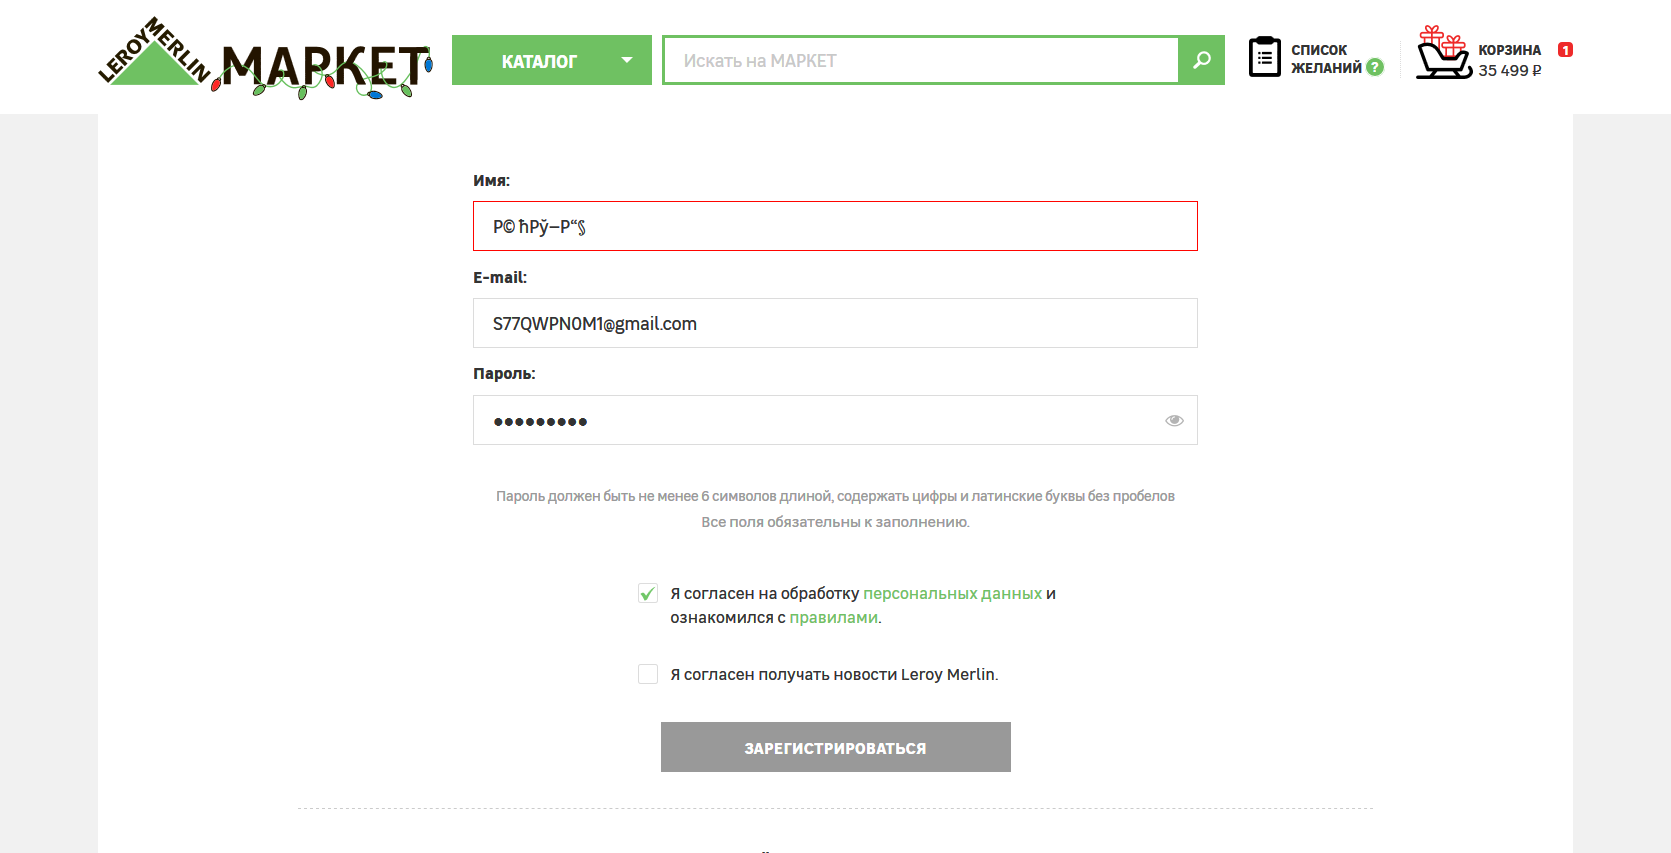 LEROY MERLIN МАРКЕТ
КАТАЛОГ
Искать на МАРКЕТ
СПИСОК
ЖЕЛАНИЙ ?
КОРЗИНА 1
35 499 ₽
Имя:
Р© ћРў–Р“§
E-mail:
S77QWPN0M1@gmail.com
Пароль:
●●●●●●●●●
Пароль должен быть не менее 6 символов длиной, содержать цифры и латинские буквы без пробелов
Все поля обязательны к заполнению.
Я согласен на обработку персональных данных и
ознакомился с правилами.
Я согласен получать новости Leroy Merlin.
ЗАРЕГИСТРИРОВАТЬСЯ